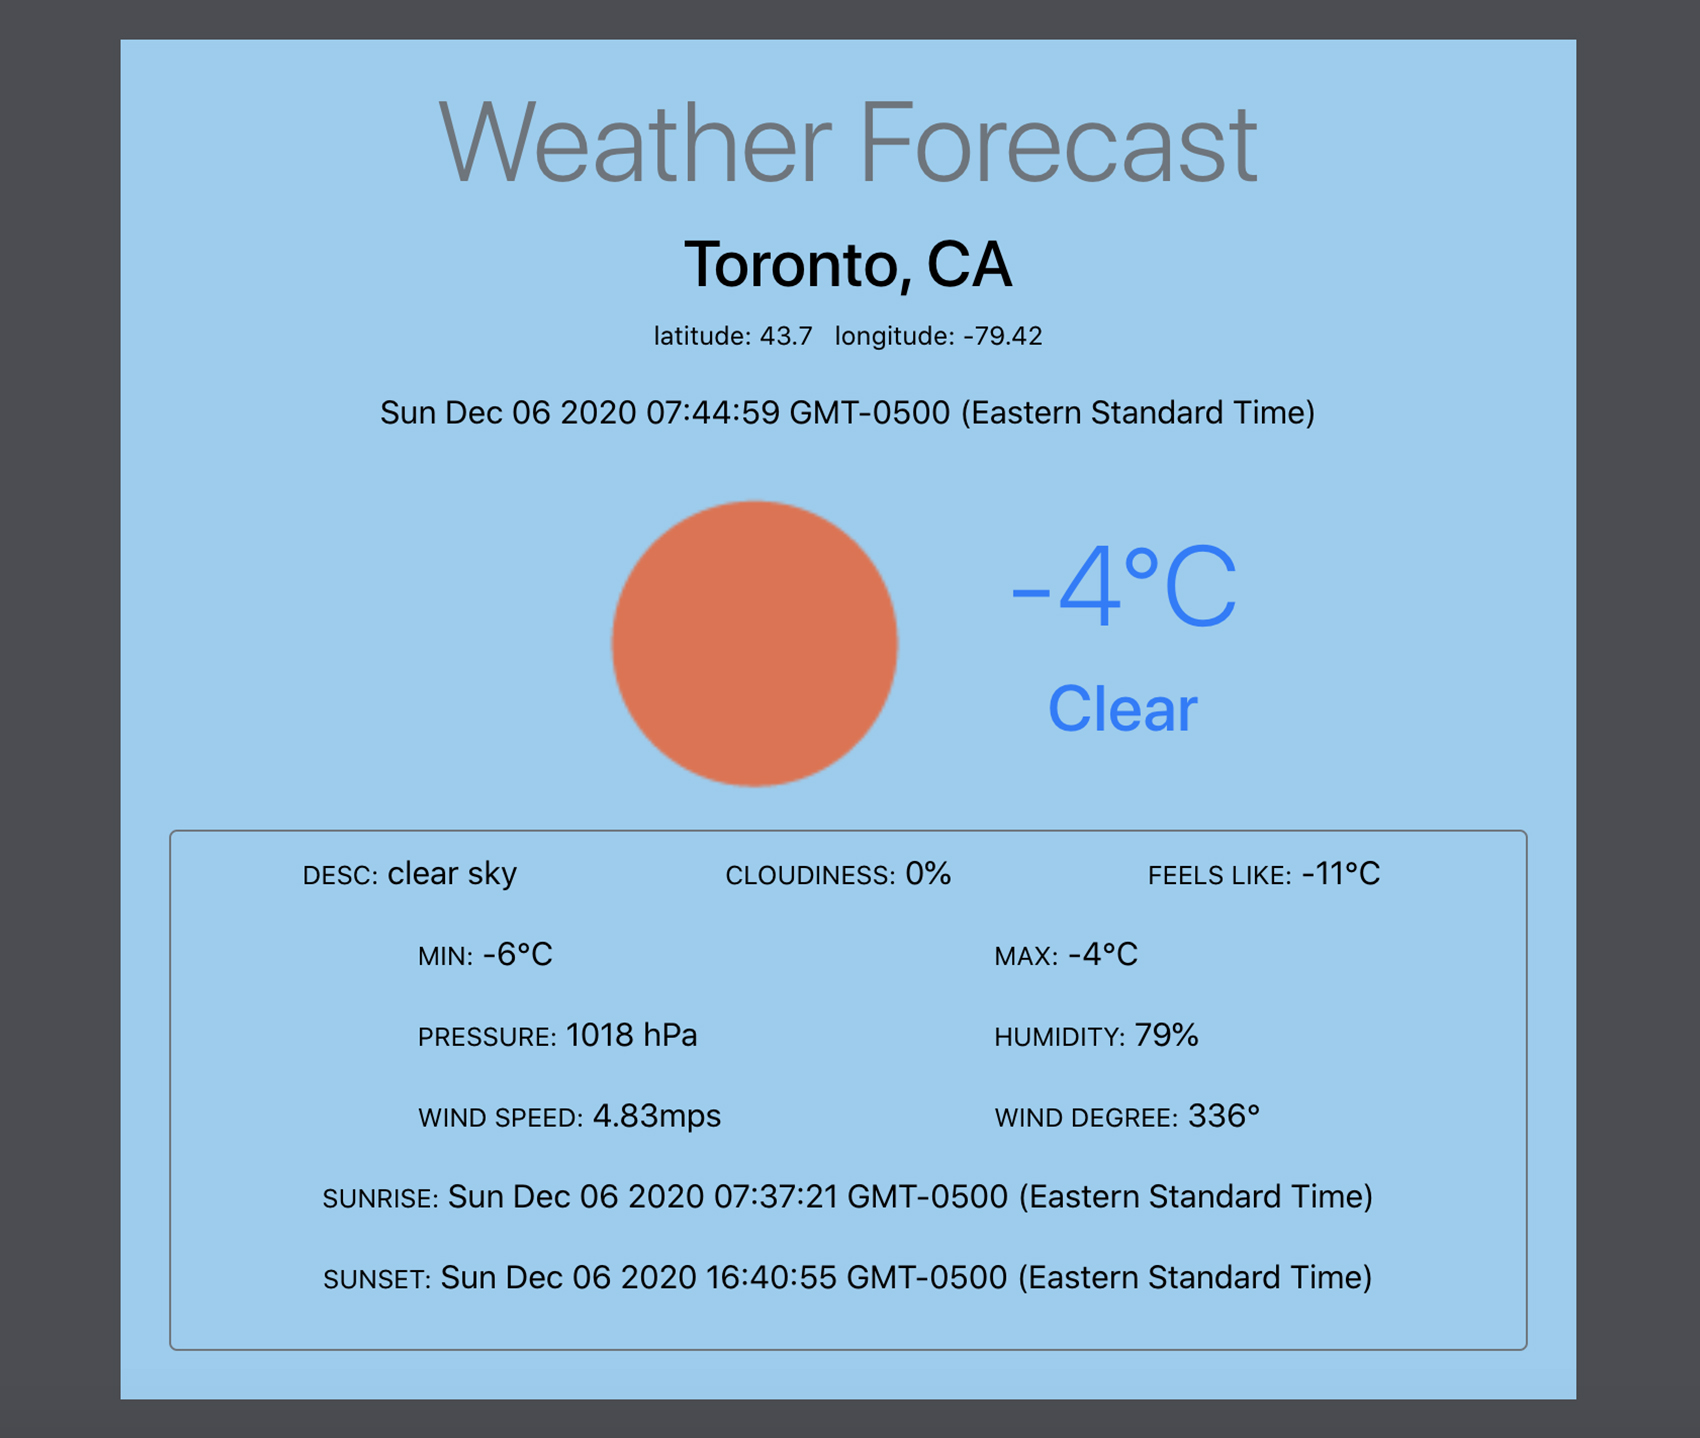 Weather Forecast
Toronto, CA
latitude: 43.7 longitude: -79.42
Sun Dec 06 2020 07:44:59 GMT-0500 (Eastern Standard Time)
-4°C
Clear
DESC: clear sky CLOUDINESS: 0% FEELS LIKE: -11°C
MIN: -6°C MAX: -4°C
PRESSURE: 1018 hPa HUMIDITY: 79%
WIND SPEED: 4.83mps WIND DEGREE: 336°
SUNRISE: Sun Dec 06 2020 07:37:21 GMT-0500 (Eastern Standard Time)
SUNSET: Sun Dec 06 2020 16:40:55 GMT-0500 (Eastern Standard Time)